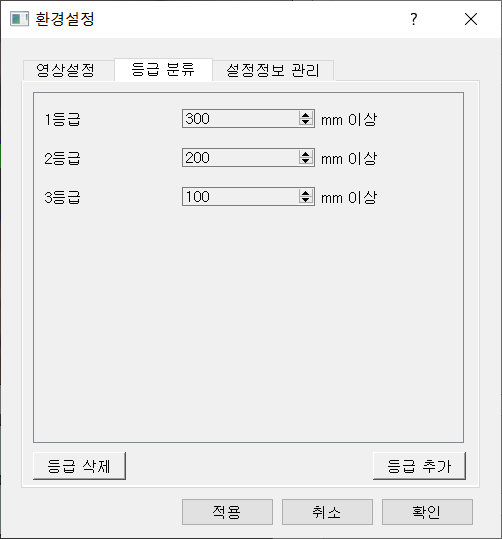 환경설정
영상설정 등급 분류 설정정보 관리
1등급 300 mm 이상
2등급 200 mm 이상
3등급 100 mm 이상
등급 삭제 등급 추가
적용 취소 확인